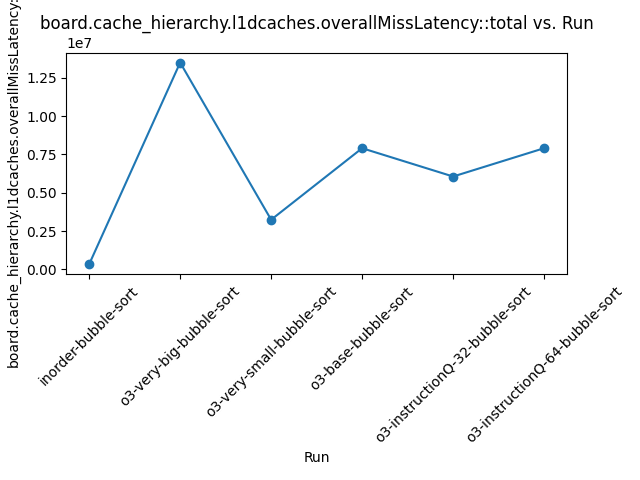 board.cache_hierarchy.l1dcaches.overallMissLatency::total vs. Run
1e7
board.cache_hierarchy.l1dcaches.overallMissLatency:
1.25
1.00
0.75
0.50
0.25
0.00
inorder-bubble-sort
o3-very-big-bubble-sort
o3-very-small-bubble-sort
o3-base-bubble-sort
o3-instructionQ-32-bubble-sort
o3-instructionQ-64-bubble-sort
Run